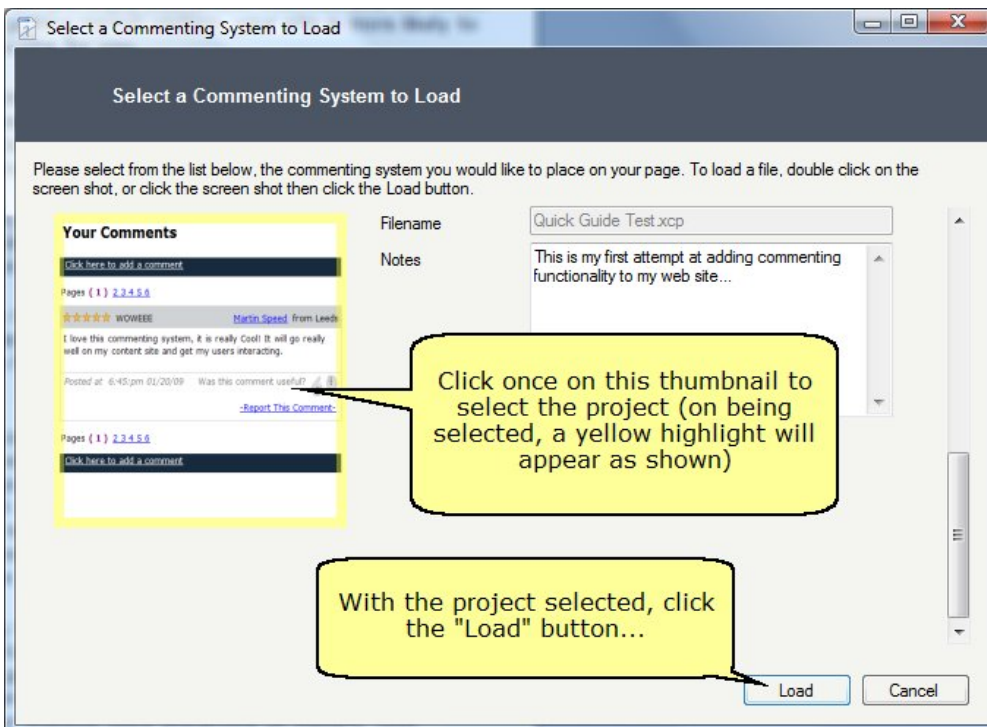 Select a Commenting System to Load
Select a Commenting System to Load
Please select from the list below, the commenting system you would like to place on your page. To load a file, double click on the
screen shot, or click the screen shot then click the Load button.
Your Comments
Click here to add a comment
Pages ( 1 ) 2 3 4 5 6
WOWEEE Martin Speed from Leeds
I love this commenting system, it is really Cool! It will go really
well on my content site and get my users interacting.
Posted at 6:45:pm 01/20/09 Was this comment useful?
-Report This Comment-
Pages ( 1 ) 2 3 4 5 6
Click here to add a comment
Filename Quick Guide Test.xcp
Notes This is my first attempt at adding commenting
functionality to my web site...
Click once on this thumbnail to
select the project (on being
selected, a yellow highlight will
appear as shown)
With the project selected, click
the "Load" button...
Load Cancel